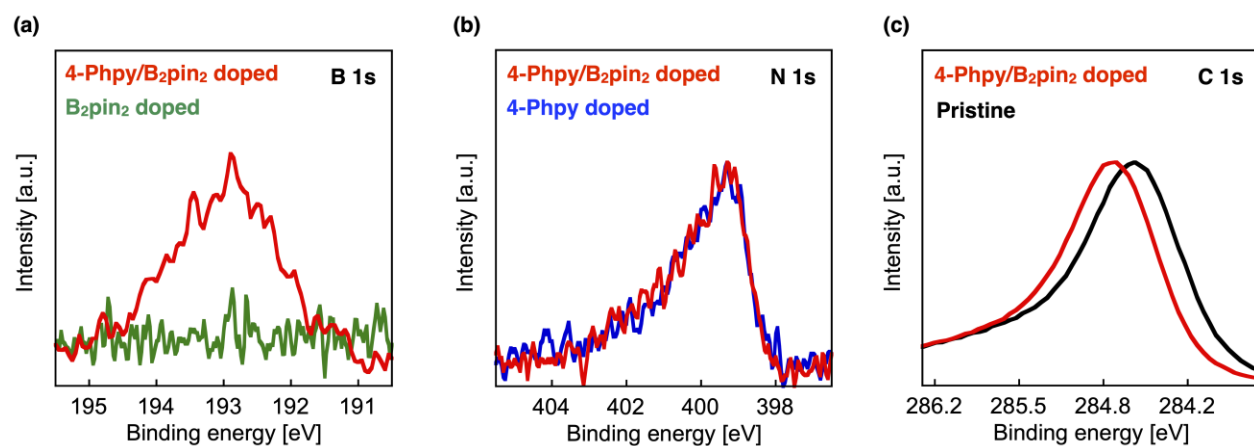 (a)
4-Phpy/B₂pin₂ doped
B 1s
B₂pin₂ doped
Intensity [a.u.]
195 194 193 192 191
Binding energy [eV]
(b)
4-Phpy/B₂pin₂ doped
N 1s
4-Phpy doped
Intensity [a.u.]
404 402 400 398
Binding energy [eV]
(c)
4-Phpy/B₂pin₂ doped
C 1s
Pristine
Intensity [a.u.]
286.2 285.5 284.8 284.2
Binding energy [eV]